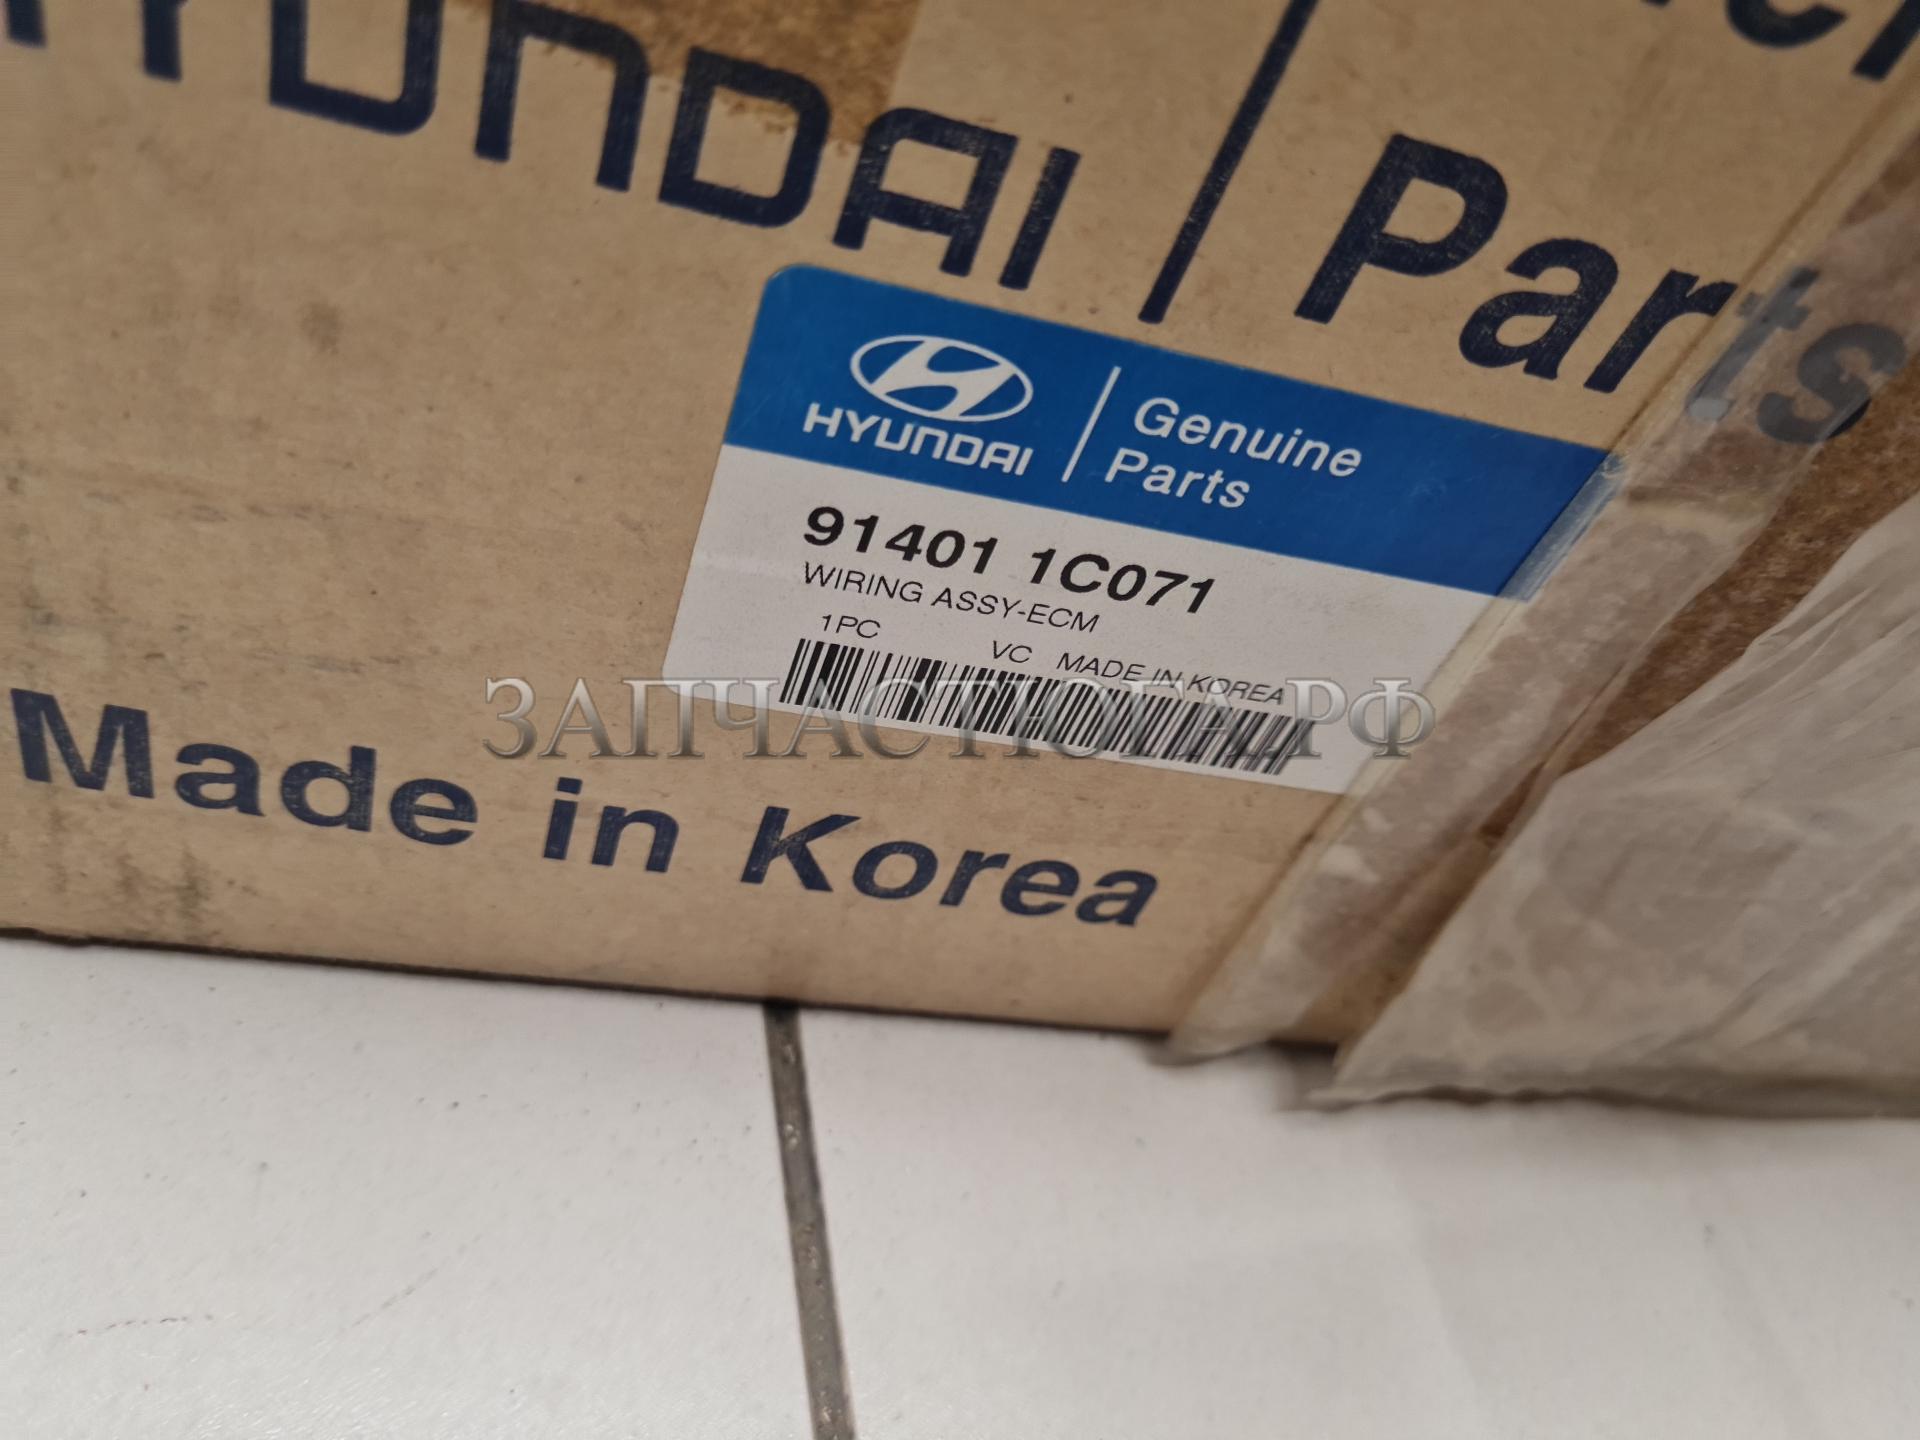 HYUNDAI Parts
HYUNDAI Genuine
Parts
91401 1C071
WIRING ASSY-ECM
1PC VC MADE IN KOREA
ЗАПЧАСТЮГА.РФ
Made in Korea